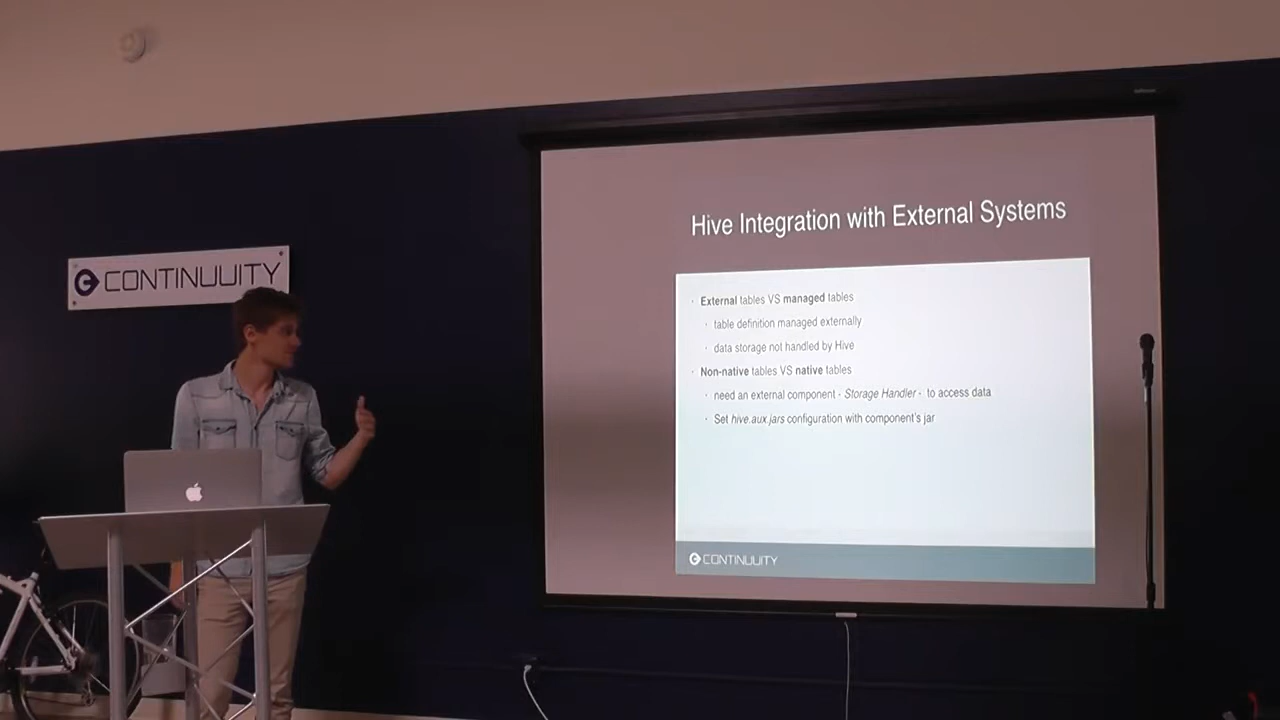 CONTINUUITY
Hive Integration with External Systems
· External tables VS managed tables
· table definition managed externally
· data storage not handled by Hive
· Non-native tables VS native tables
· need an external component - Storage Handler - to access data
· Set hive.aux.jars configuration with component's jar
CONTINUUITY